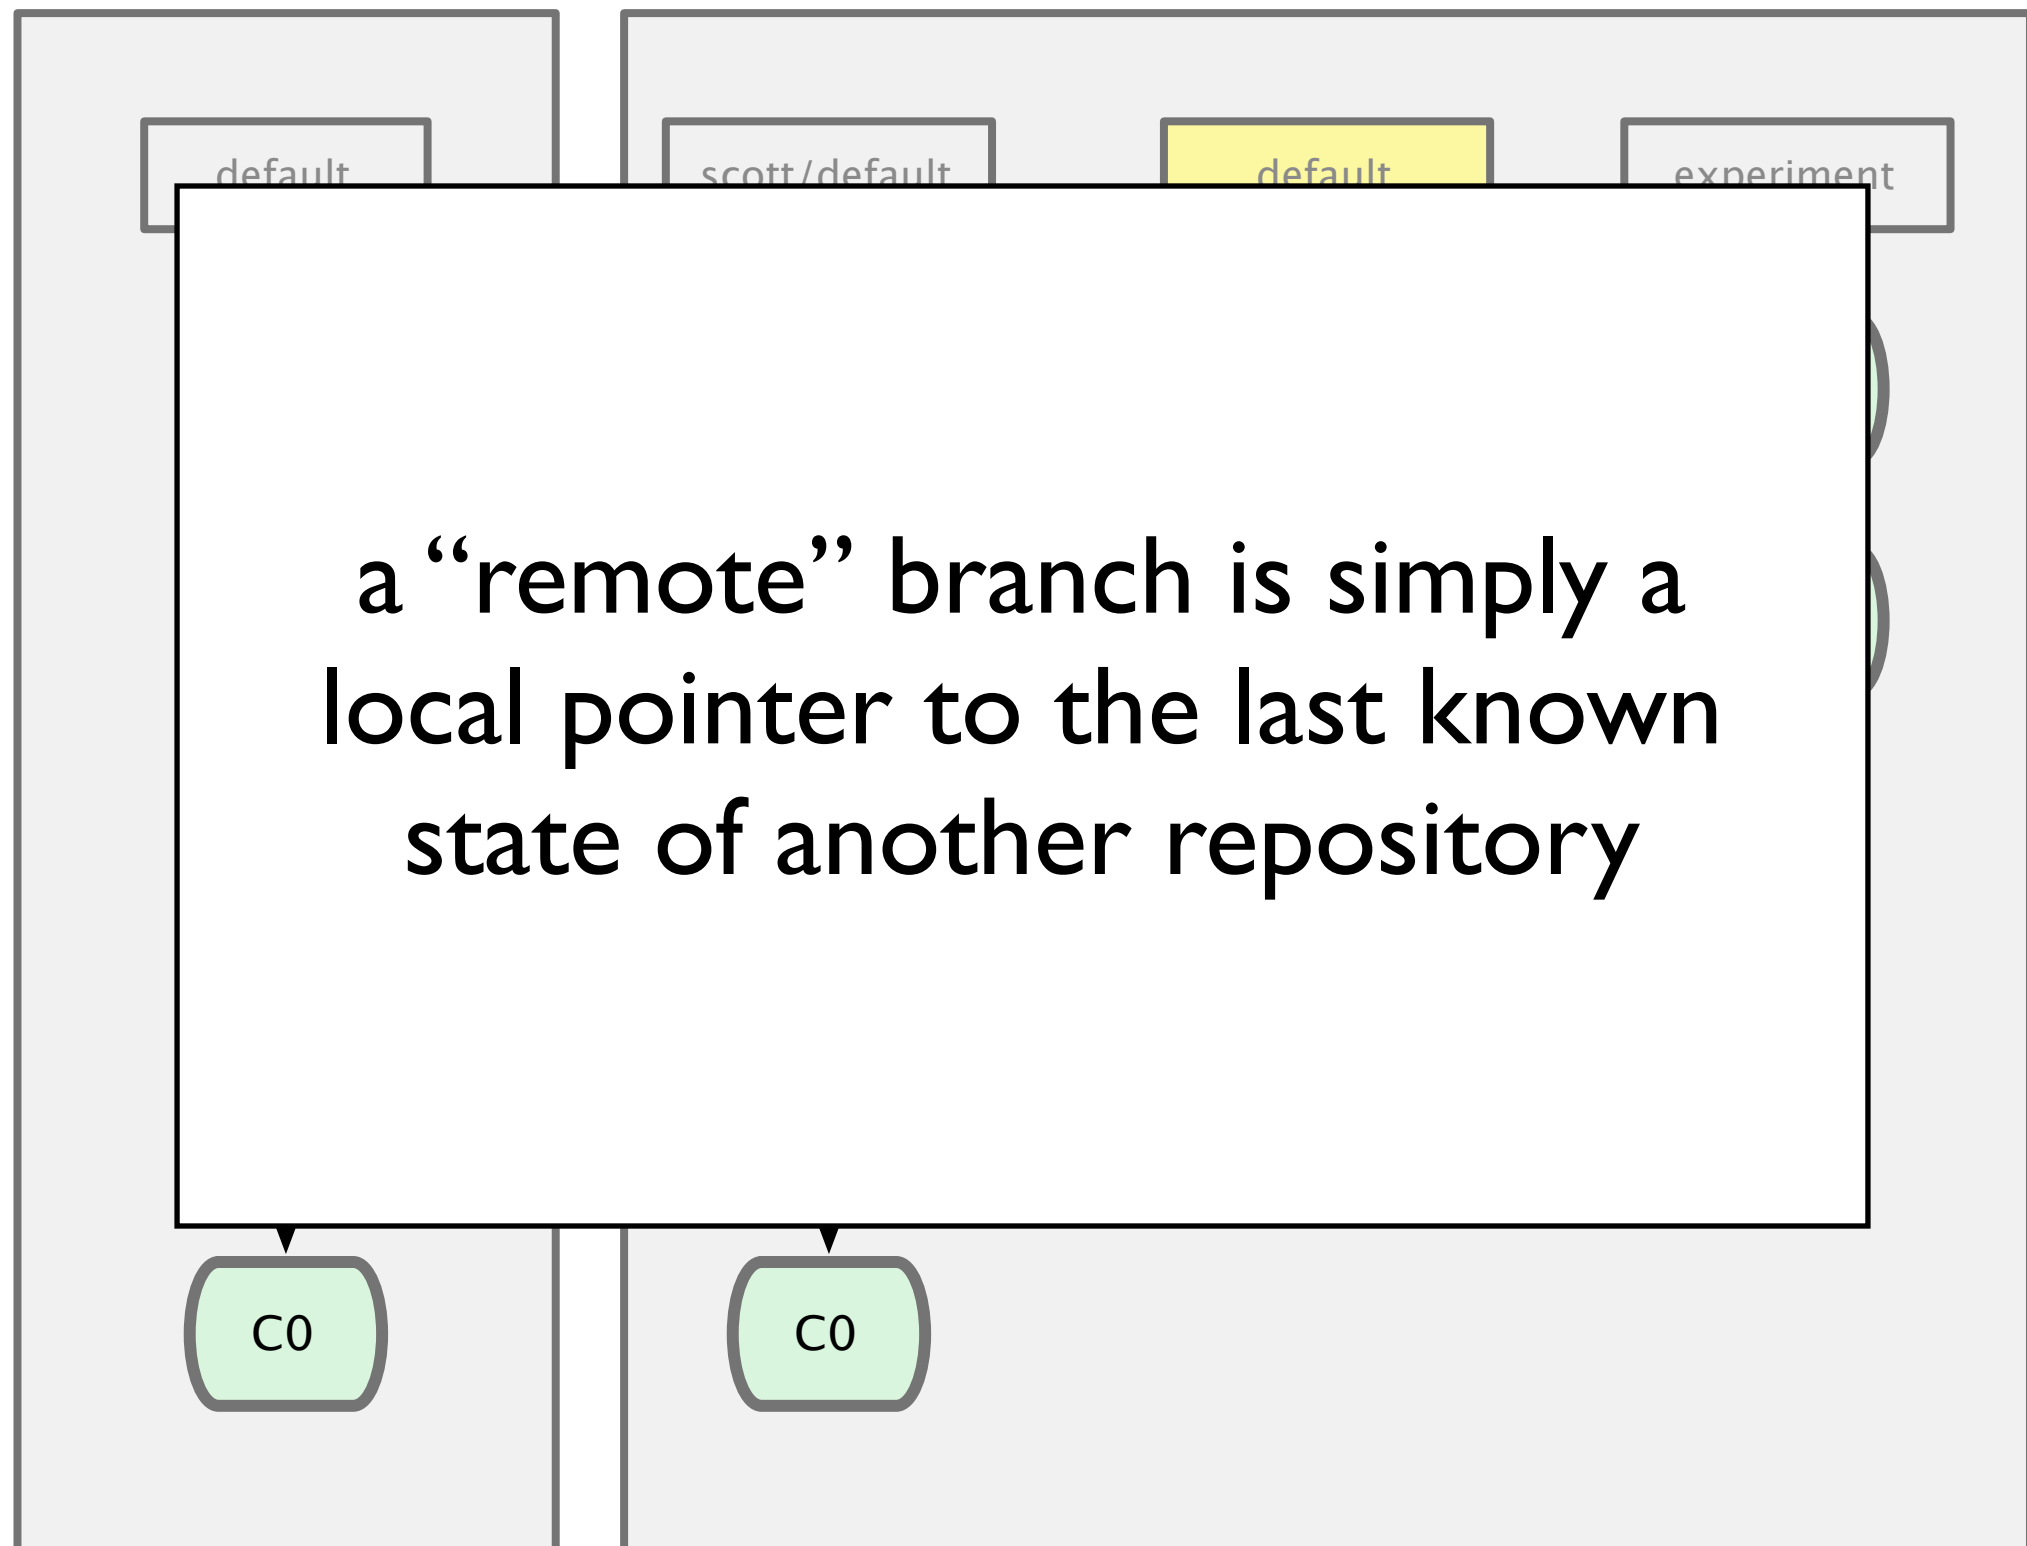 default
scott/default
default
experiment
a “remote” branch is simply a
local pointer to the last known
state of another repository
C0
C0